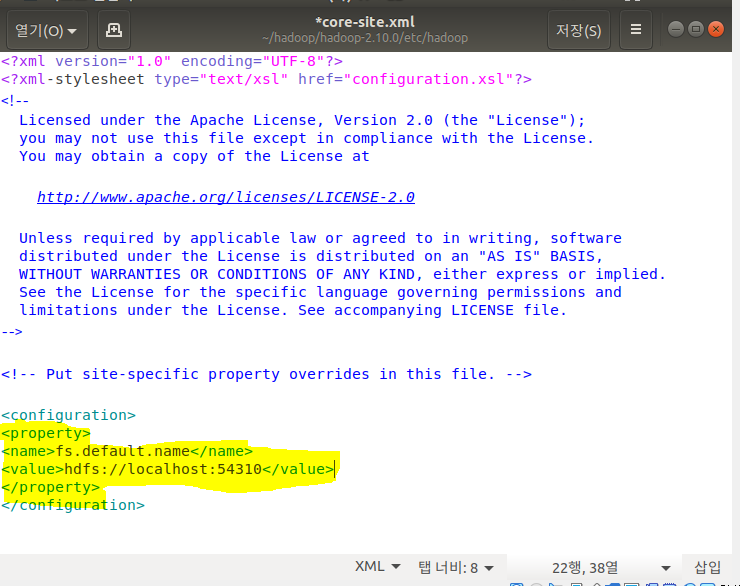 *core-site.xml
열기(O)
~/hadoop/hadoop-2.10.0/etc/hadoop
저장(S)
<?xml version="1.0" encoding="UTF-8"?>
<?xml-stylesheet type="text/xsl" href="configuration.xsl"?>
<!--
Licensed under the Apache License, Version 2.0 (the "License");
you may not use this file except in compliance with the License.
You may obtain a copy of the License at
http://www.apache.org/licenses/LICENSE-2.0
Unless required by applicable law or agreed to in writing, software
distributed under the License is distributed on an "AS IS" BASIS,
WITHOUT WARRANTIES OR CONDITIONS OF ANY KIND, either express or implied.
See the License for the specific language governing permissions and
limitations under the License. See accompanying LICENSE file.
-->
<!-- Put site-specific property overrides in this file. -->
<configuration>
<property>
<name>fs.default.name</name>
<value>hdfs://localhost:54310</value>
</property>
</configuration>
XML 탭 너비: 8 22행, 38열 삽입